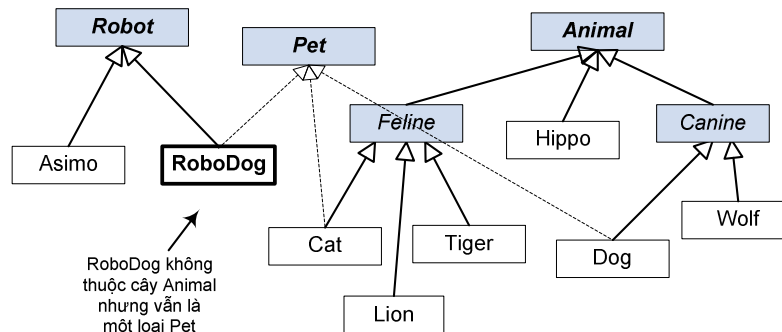 Robot
Pet
Animal
Feline
Hippo
Canine
Asimo
RoboDog
Cat
Tiger
Dog
Wolf
Lion
RoboDog không
thuộc cây Animal
nhưng vẫn là
một loại Pet